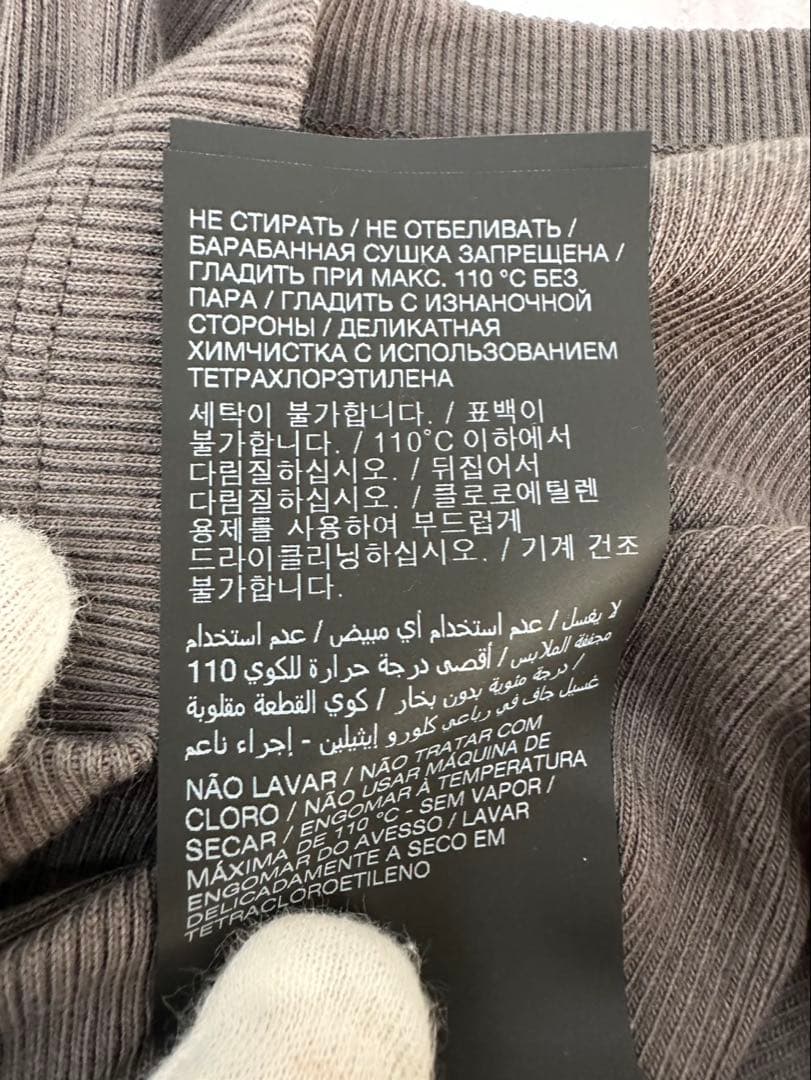 НЕ СТИРАТЬ / НЕ ОТБЕЛИВАТЬ /
БАРАБАННАЯ СУШКА ЗАПРЕЩЕНА /
ГЛАДИТЬ ПРИ МАКС. 110 °C БЕЗ
ПАРА / ГЛАДИТЬ С ИЗНАНОЧНОЙ
СТОРОНЫ / ДЕЛИКАТНАЯ
ХИМЧИСТКА С ИСПОЛЬЗОВАНИЕМ
ТЕТРАХЛОРЭТИЛЕНА
세탁이 불가합니다. / 표백이
불가합니다. / 110°C 이하에서
다림질하십시오. / 뒤집어서
다림질하십시오. / 클로로에틸렌
용제를 사용하여 부드럽게
드라이클리닝하십시오. / 기계 건조
불가합니다.
لا يغسل / عدم استخدام أي مبيض / عدم استخدام
مجففة الملابس / أقصى درجة حرارة للكوي 110
درجة مئوية بدون بخار / كوي القطعة مقلوبة /
غسيل جاف في رباعي كلورو إيثيلين - إجراء ناعم
NÃO LAVAR / NÃO TRATAR COM
CLORO / NÃO USAR MÁQUINA DE
SECAR / ENGOMAR À TEMPERATURA
MÁXIMA DE 110 °C - SEM VAPOR /
ENGOMAR DO AVESSO / LAVAR
DELICADAMENTE A SECO EM
TETRACLOROETILENO